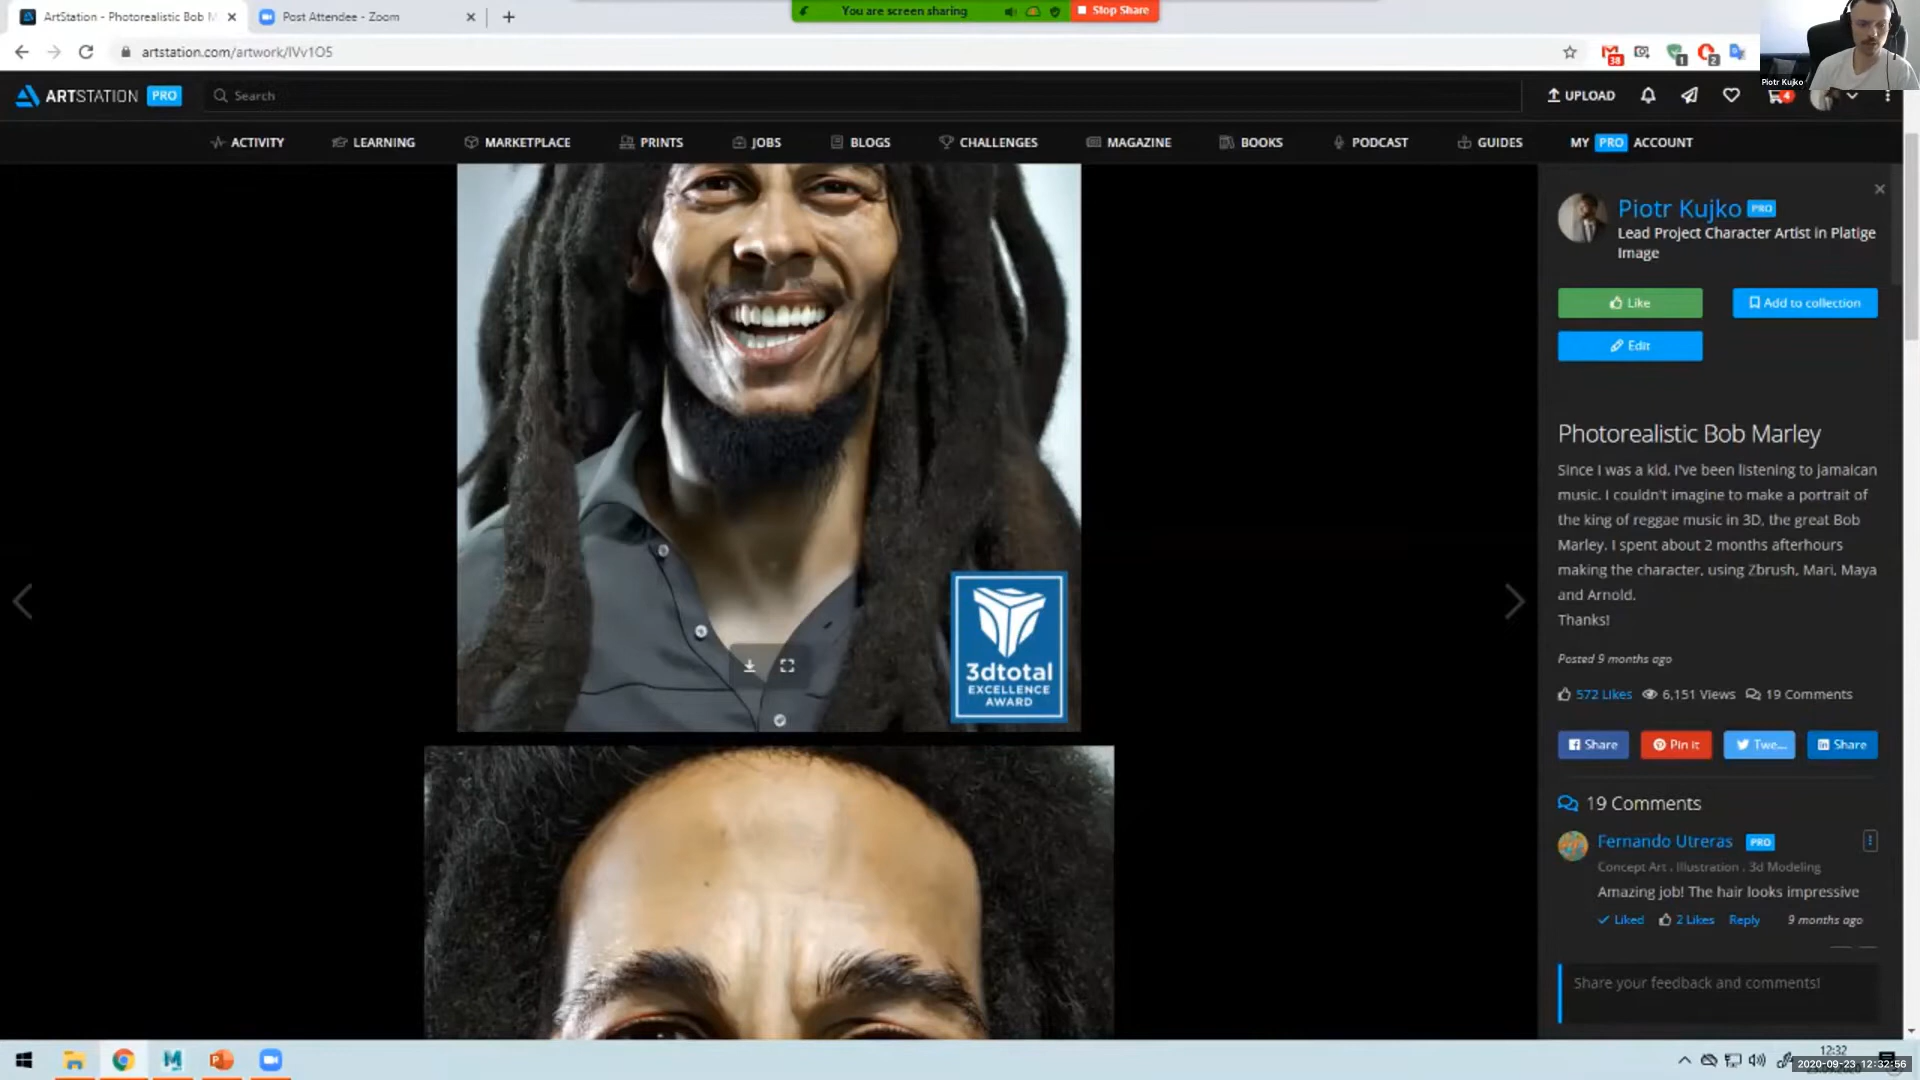 ArtStation - Photorealistic Bob M
Post Attendee - Zoom
You are screen sharing
Stop Share
artstation.com/artwork/lVv1O5
38
1
2
Piotr Kujko
ARTSTATION PRO
Search
UPLOAD
4
ACTIVITY
LEARNING
MARKETPLACE
PRINTS
JOBS
BLOGS
CHALLENGES
MAGAZINE
BOOKS
PODCAST
GUIDES
MY PRO ACCOUNT
Piotr Kujko PRO
Lead Project Character Artist in Platige
Image
Like
Add to collection
Edit
Photorealistic Bob Marley
Since I was a kid, I've been listening to jamaican
music. I couldn't imagine to make a portrait of
the king of reggae music in 3D, the great Bob
Marley. I spent about 2 months afterhours
making the character, using Zbrush, Mari, Maya
and Arnold.
Thanks!
Posted 9 months ago
572 Likes 6,151 Views 19 Comments
Share
Pin it
Twe...
Share
19 Comments
Fernando Utreras PRO
Concept Art . Illustration . 3d Modeling
Amazing job! The hair looks impressive
Liked 2 Likes Reply 9 months ago
Share your feedback and comments!
3dtotal
EXCELLENCE
AWARD
12:32
2020-09-23 12:32:56